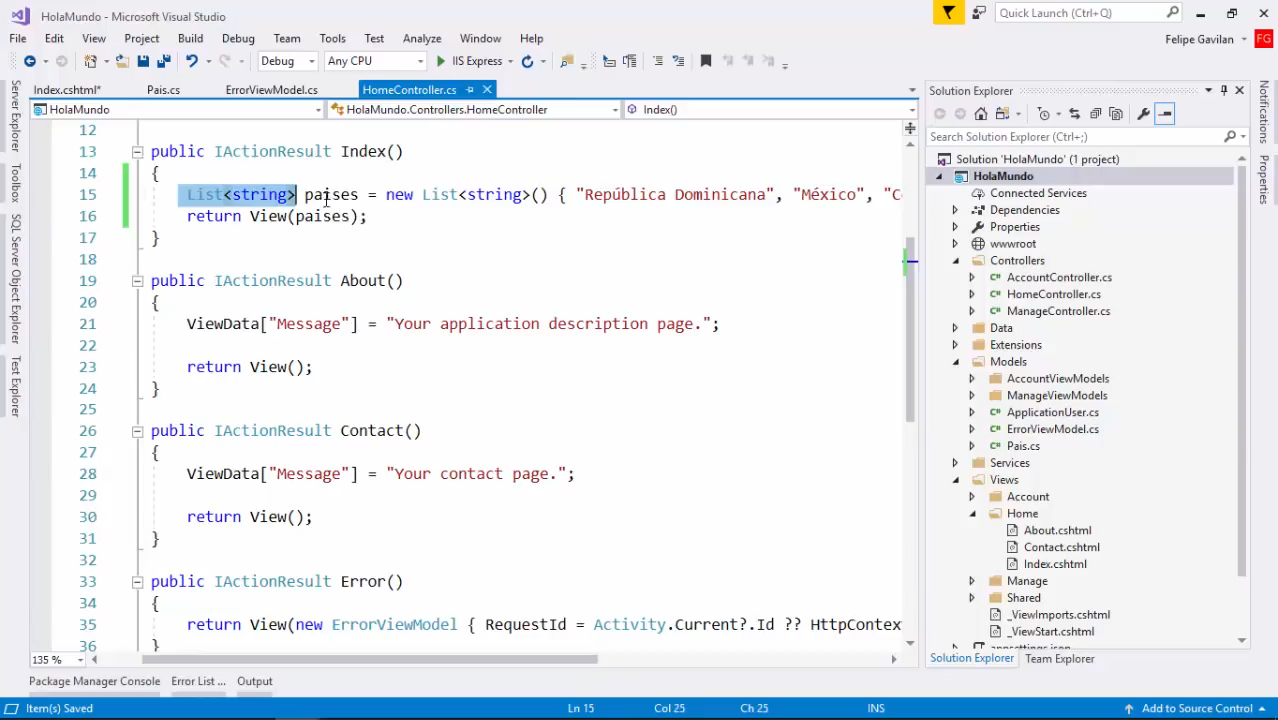 HolaMundo - Microsoft Visual Studio
Quick Launch (Ctrl+Q)
File Edit View Project Build Debug Team Tools Test Analyze Window Help
Felipe Gavilan FG
Debug Any CPU IIS Express
Index.cshtml* Pais.cs ErrorViewModel.cs HomeController.cs
HolaMundo HolaMundo.Controllers.HomeController Index()
12
13 public IActionResult Index()
14 {
15 List<string> paises = new List<string>() { "República Dominicana", "México", "Co
16 return View(paises);
17 }
18
19 public IActionResult About()
20 {
21 ViewData["Message"] = "Your application description page.";
22
23 return View();
24 }
25
26 public IActionResult Contact()
27 {
28 ViewData["Message"] = "Your contact page.";
29
30 return View();
31 }
32
33 public IActionResult Error()
34 {
35 return View(new ErrorViewModel { RequestId = Activity.Current?.Id ?? HttpContex
36 }
135 %
Server Explorer
Toolbox
SQL Server Object Explorer
Test Explorer
Solution Explorer
Search Solution Explorer (Ctrl+;)
Solution 'HolaMundo' (1 project)
HolaMundo
Connected Services
Dependencies
Properties
wwwroot
Controllers
C# AccountController.cs
C# HomeController.cs
C# ManageController.cs
Data
Extensions
Models
AccountViewModels
ManageViewModels
C# ApplicationUser.cs
C# ErrorViewModel.cs
C# Pais.cs
Services
Views
Account
Home
About.cshtml
Contact.cshtml
Index.cshtml
Manage
Shared
_ViewImports.cshtml
_ViewStart.cshtml
appsettings.json
Solution Explorer Team Explorer
Notifications
Properties
Package Manager Console Error List ... Output
Item(s) Saved Ln 15 Col 25 Ch 25 INS Add to Source Control